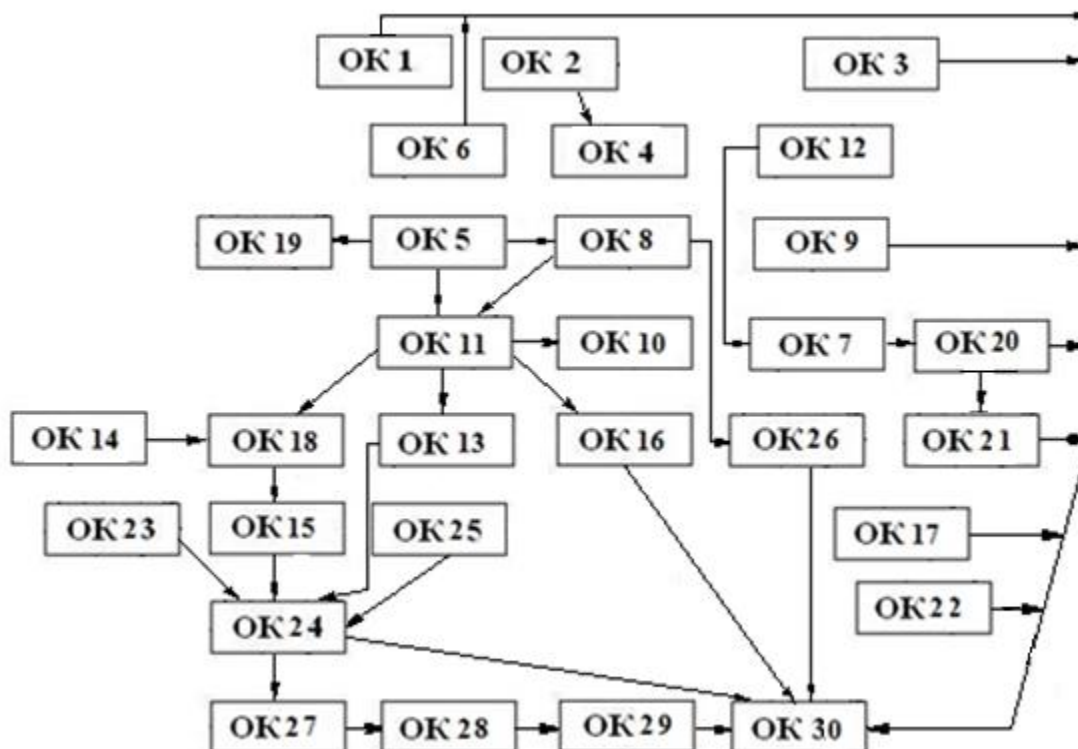 ОК 1
ОК 2
ОК 3
ОК 6
ОК 4
ОК 12
ОК 19
ОК 5
ОК 8
ОК 9
ОК 11
ОК 10
ОК 7
ОК 20
ОК 14
ОК 18
ОК 13
ОК 16
ОК 26
ОК 21
ОК 23
ОК 15
ОК 25
ОК 17
ОК 24
ОК 22
ОК 27
ОК 28
ОК 29
ОК 30